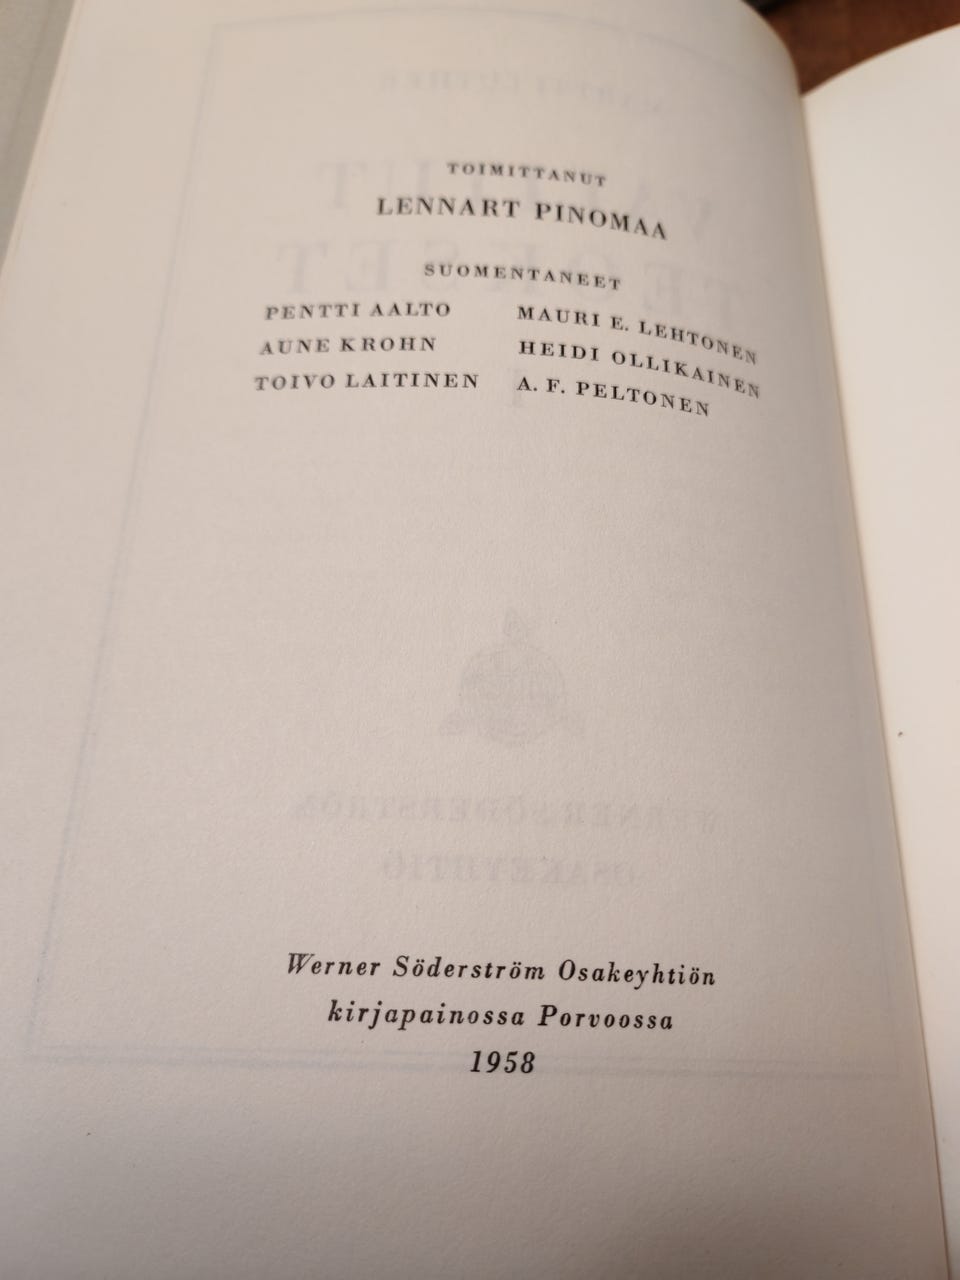 TOIMITTANUT
LENNART PINOMAA
SUOMENTANEET
PENTTI AALTO MAURI E. LEHTONEN
AUNE KROHN HEIDI OLLIKAINEN
TOIVO LAITINEN A. F. PELTONEN
Werner Söderström Osakeyhtiön
kirjapainossa Porvoossa
1958